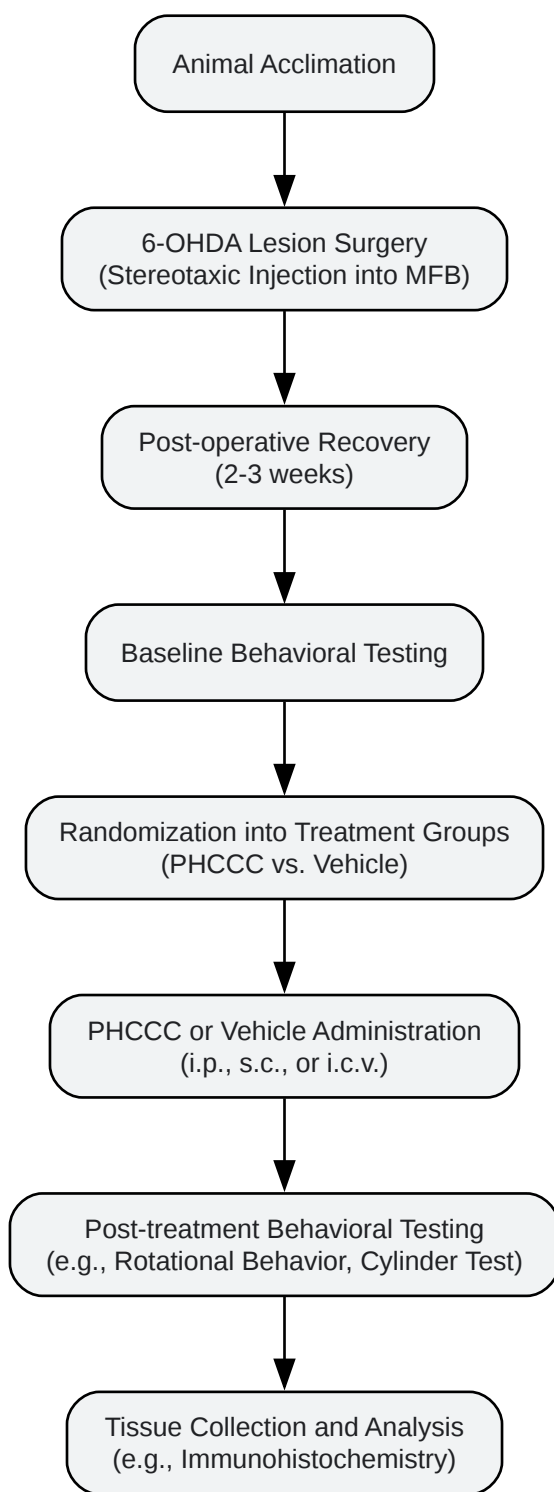 Animal Acclimation
6-OHDA Lesion Surgery
(Stereotaxic Injection into MFB)
Post-operative Recovery
(2-3 weeks)
Baseline Behavioral Testing
Randomization into Treatment Groups
(PHCCC vs. Vehicle)
PHCCC or Vehicle Administration
(i.p., s.c., or i.c.v.)
Post-treatment Behavioral Testing
(e.g., Rotational Behavior, Cylinder Test)
Tissue Collection and Analysis
(e.g., Immunohistochemistry)